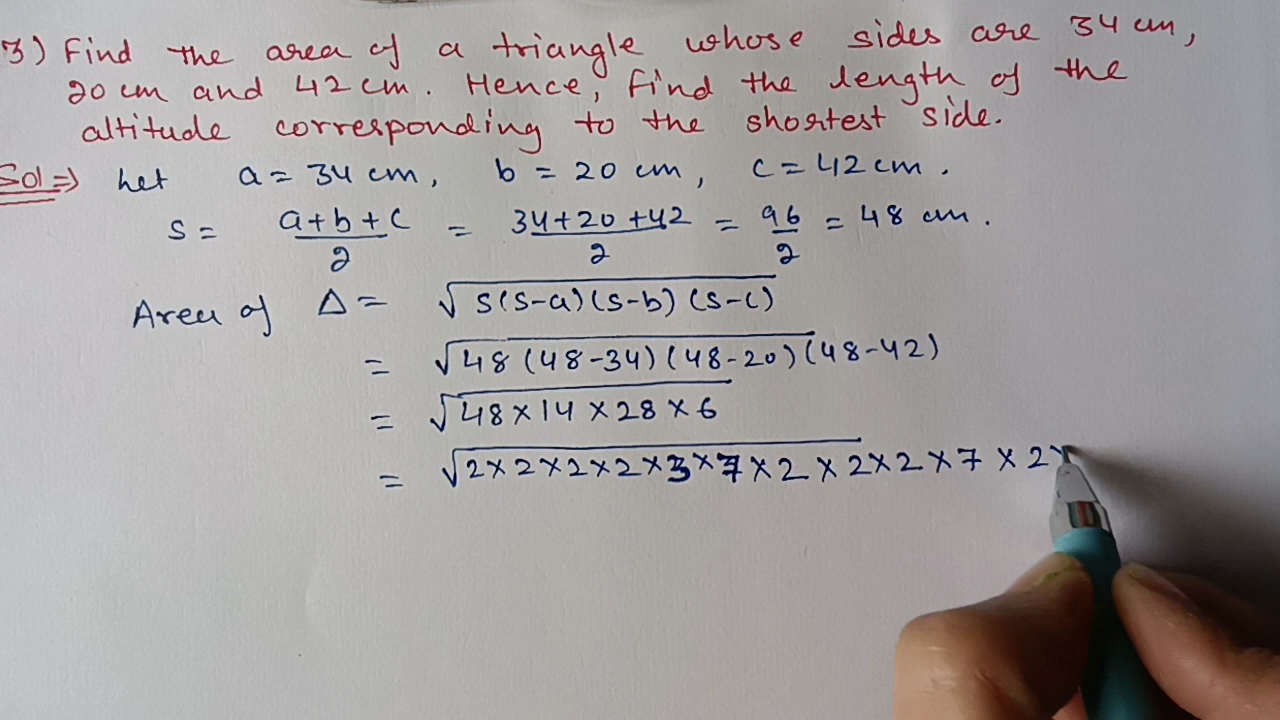 3) Find the area of a triangle whose sides are 34 cm,
20 cm and 42 cm. Hence, find the length of the
altitude corresponding to the shortest side.
Sol⇒ Let a = 34 cm, b = 20 cm, c = 42 cm.
s = a+b+c/2 = 34+20+42/2 = 96/2 = 48 cm.
Area of Δ = √s(s-a)(s-b)(s-c)
= √48(48-34)(48-20)(48-42)
= √48×14×28×6
= √2×2×2×2×3×7×2×2×2×7×2×